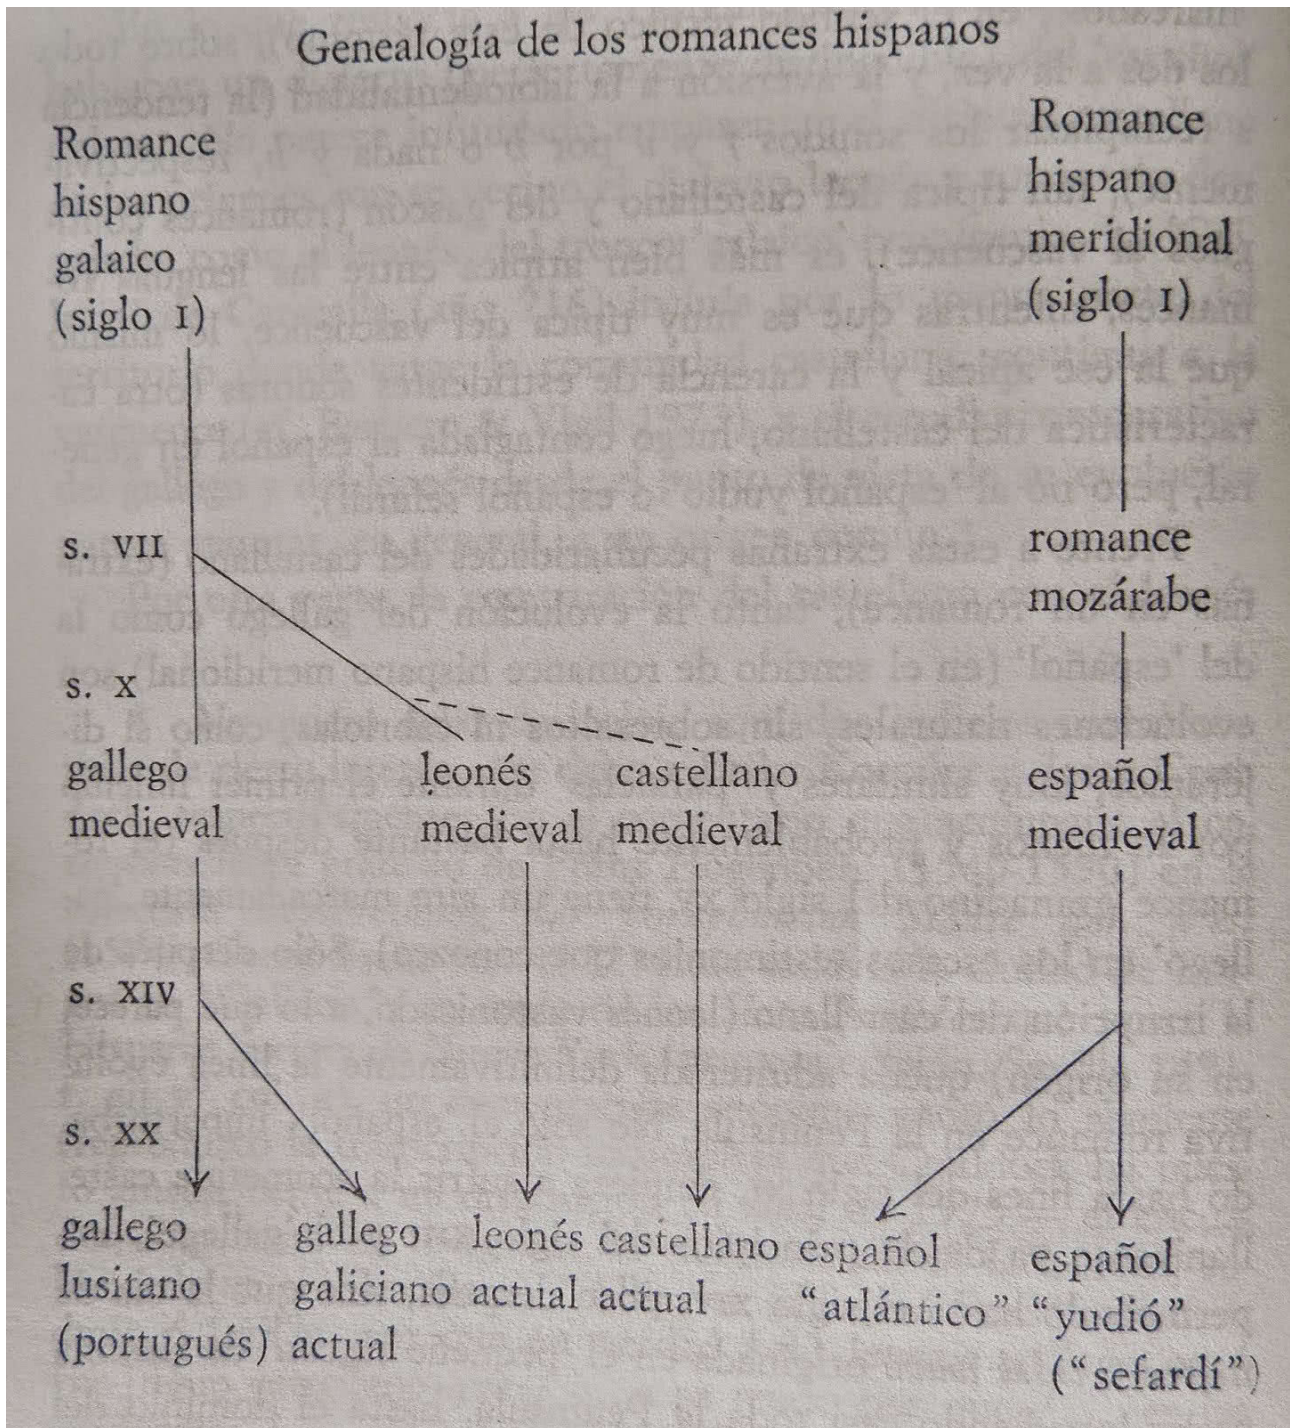 Genealogía de los romances hispanos
Romance
hispano
galaico
(siglo I)
Romance
hispano
meridional
(siglo I)
s. VII
romance
mozárabe
s. X
gallego
medieval
leonés
medieval
castellano
medieval
español
medieval
s. XIV
s. XX
gallego
lusitano
(portugués)
gallego
galiciano
actual
leonés
actual
castellano
actual
español
“atlántico”
español
“yudió”
(“sefardí”)